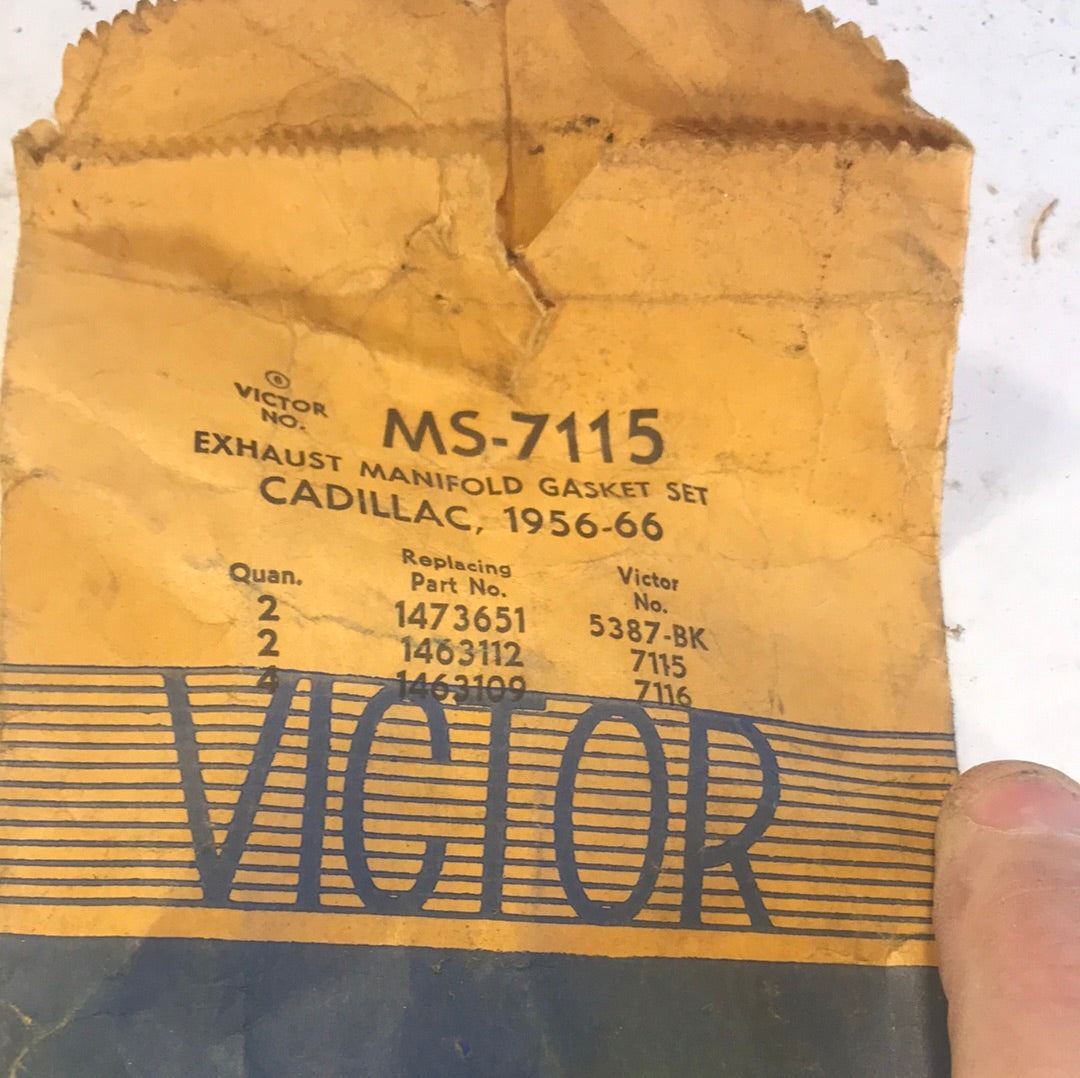 VICTOR
NO.
MS-7115
EXHAUST MANIFOLD GASKET SET
CADILLAC, 1956-66
Quan. Replacing Part No. Victor No.
2 1473651 5387-BK
2 1463112 7115
4 1463109 7116
VICTOR